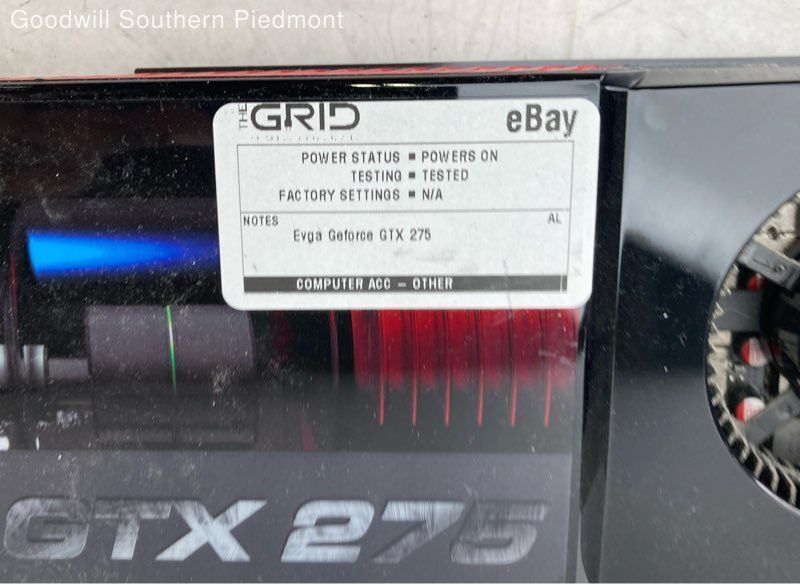 Goodwill Southern Piedmont
THE GRID eBay
POWER STATUS ▪ POWERS ON
TESTING ▪ TESTED
FACTORY SETTINGS ▪ N/A
NOTES AL
Evga Geforce GTX 275
COMPUTER ACC – OTHER
GTX 275